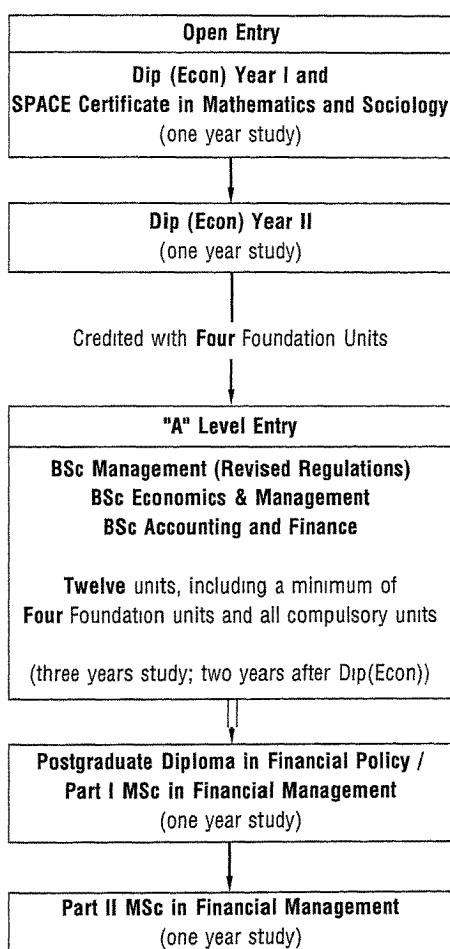 Open Entry
Dip (Econ) Year I and
SPACE Certificate in Mathematics and Sociology
(one year study)
Dip (Econ) Year II
(one year study)
Credited with Four Foundation Units
"A" Level Entry
BSc Management (Revised Regulations)
BSc Economics & Management
BSc Accounting and Finance
Twelve units, including a minimum of
Four Foundation units and all compulsory units
(three years study; two years after Dip(Econ))
Postgraduate Diploma in Financial Policy /
Part I MSc in Financial Management
(one year study)
Part II MSc in Financial Management
(one year study)